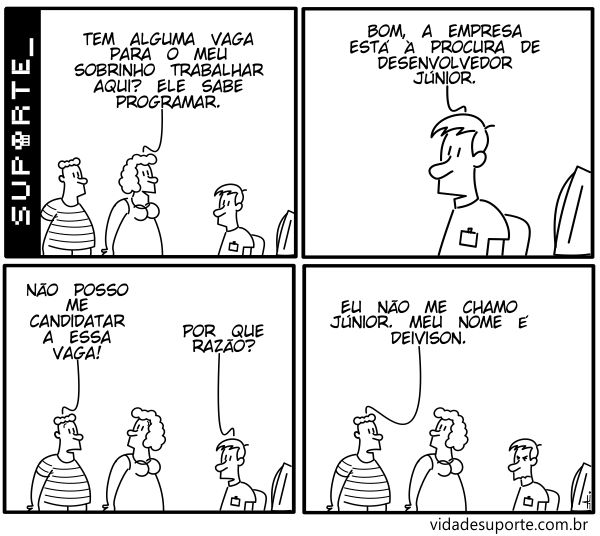 SUPORTE_
TEM ALGUMA VAGA
PARA O MEU
SOBRINHO TRABALHAR
AQUI? ELE SABE
PROGRAMAR.
BOM, A EMPRESA
ESTÁ À PROCURA DE
DESENVOLVEDOR
JÚNIOR.
NÃO POSSO
ME
CANDIDATAR
A ESSA
VAGA!
POR QUE
RAZÃO?
EU NÃO ME CHAMO
JÚNIOR. MEU NOME É
DEIVISON.
vidadesuporte.com.br